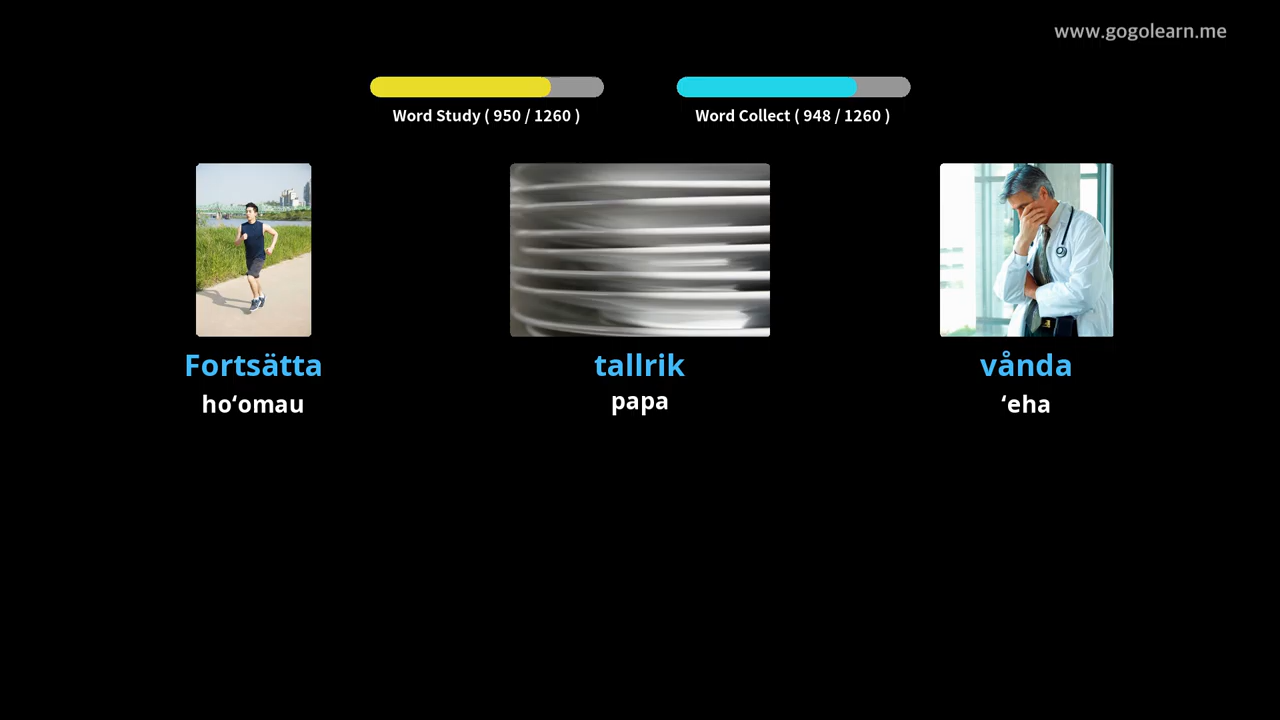 www.gogolearn.me
Word Study ( 950 / 1260 )
Word Collect ( 948 / 1260 )
Fortsätta
hoʻomau
tallrik
papa
vånda
ʻeha